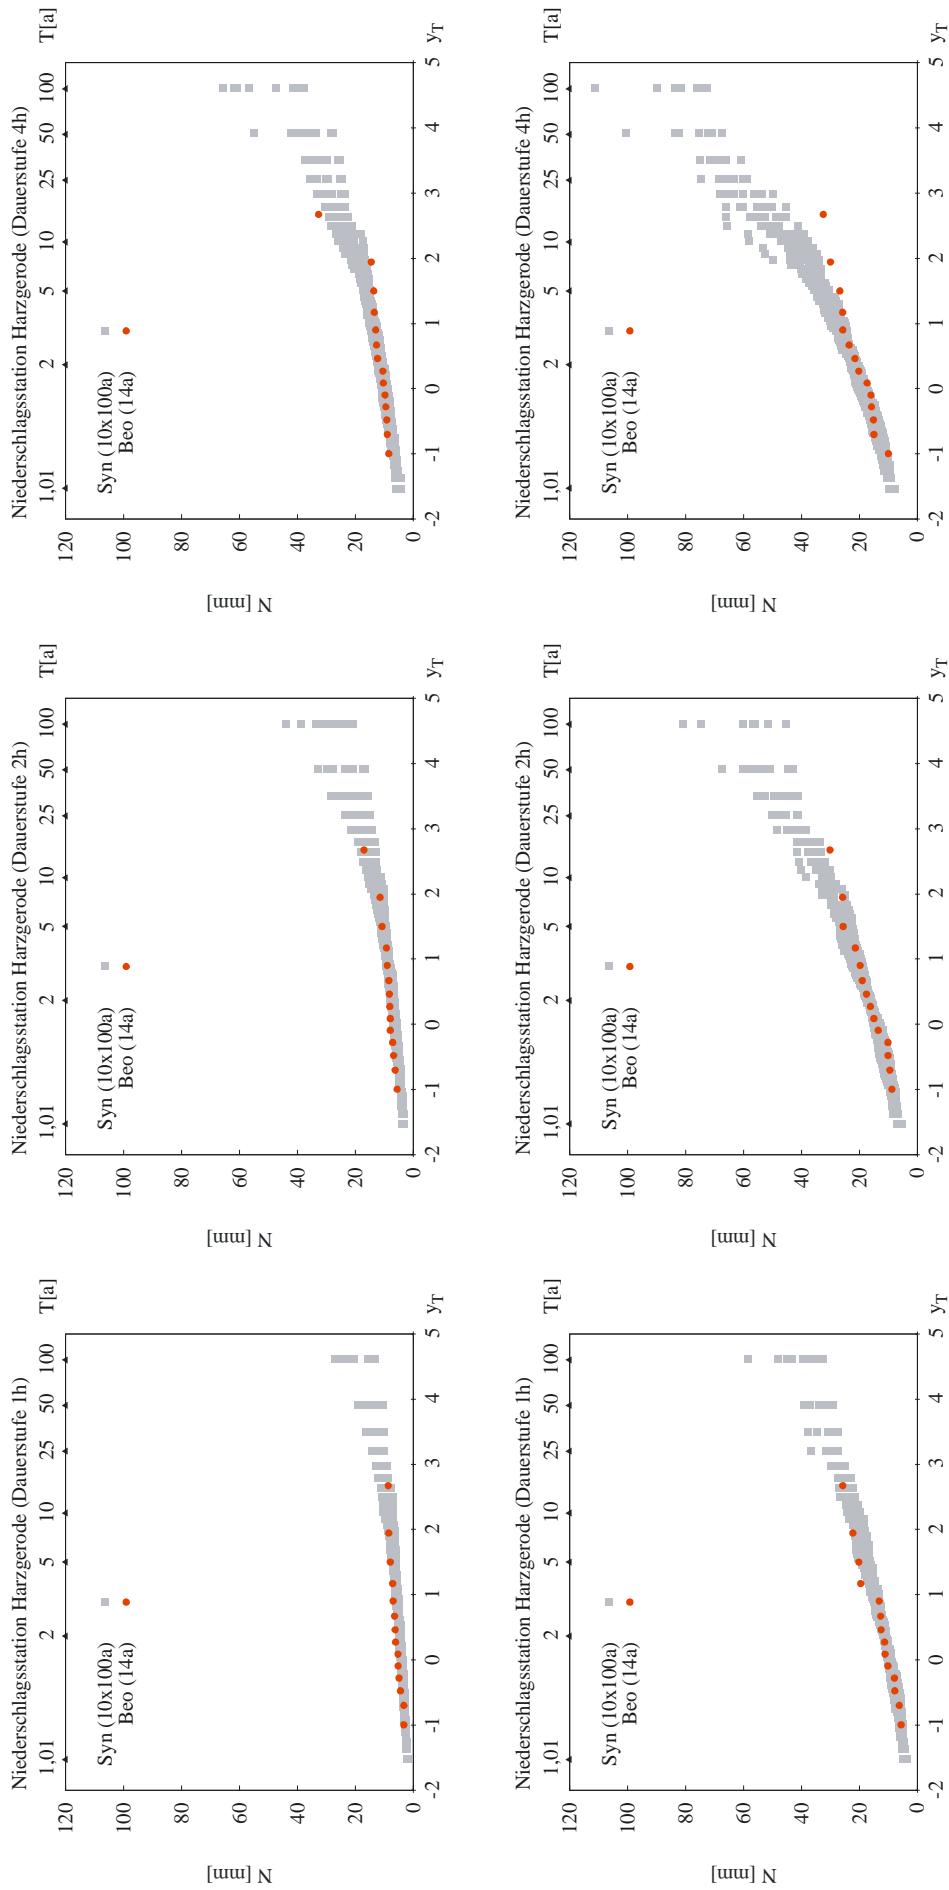 Niederschlagsstation Harzgerode (Dauerstufe 1h)
1,01 2 5 10 25 50 100 T[a]
120
100
80
60
40
20
0
N [mm]
Syn (10x100a)
Beo (14a)
-2 -1 0 1 2 3 4 5
yT
Niederschlagsstation Harzgerode (Dauerstufe 2h)
1,01 2 5 10 25 50 100 T[a]
120
100
80
60
40
20
0
N [mm]
Syn (10x100a)
Beo (14a)
-2 -1 0 1 2 3 4 5
yT
Niederschlagsstation Harzgerode (Dauerstufe 4h)
1,01 2 5 10 25 50 100 T[a]
120
100
80
60
40
20
0
N [mm]
Syn (10x100a)
Beo (14a)
-2 -1 0 1 2 3 4 5
yT
Niederschlagsstation Harzgerode (Dauerstufe 1h)
1,01 2 5 10 25 50 100 T[a]
120
100
80
60
40
20
0
N [mm]
Syn (10x100a)
Beo (14a)
-2 -1 0 1 2 3 4 5
yT
Niederschlagsstation Harzgerode (Dauerstufe 2h)
1,01 2 5 10 25 50 100 T[a]
120
100
80
60
40
20
0
N [mm]
Syn (10x100a)
Beo (14a)
-2 -1 0 1 2 3 4 5
yT
Niederschlagsstation Harzgerode (Dauerstufe 4h)
1,01 2 5 10 25 50 100 T[a]
120
100
80
60
40
20
0
N [mm]
Syn (10x100a)
Beo (14a)
-2 -1 0 1 2 3 4 5
yT